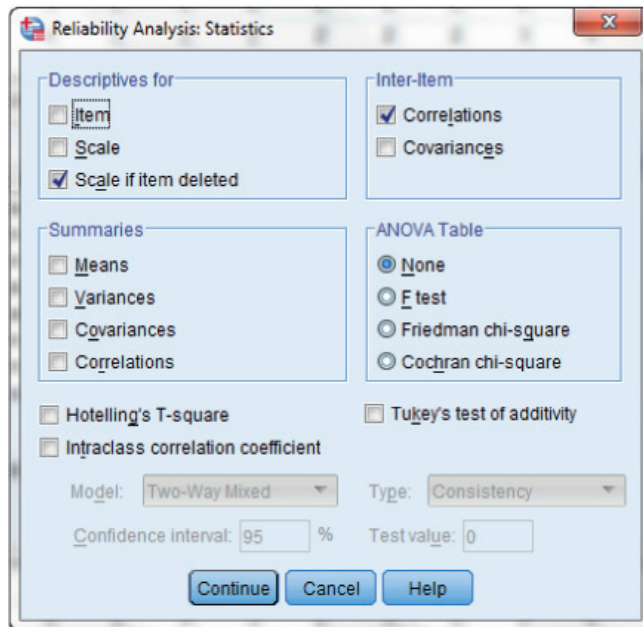 Reliability Analysis: Statistics
Descriptives for
Item
Scale
Scale if item deleted
Inter-Item
Correlations
Covariances
Summaries
Means
Variances
Covariances
Correlations
ANOVA Table
None
F test
Friedman chi-square
Cochran chi-square
Hotelling's T-square
Tukey's test of additivity
Intraclass correlation coefficient
Model: Two-Way Mixed Type: Consistency
Confidence interval: 95 % Test value: 0
Continue Cancel Help